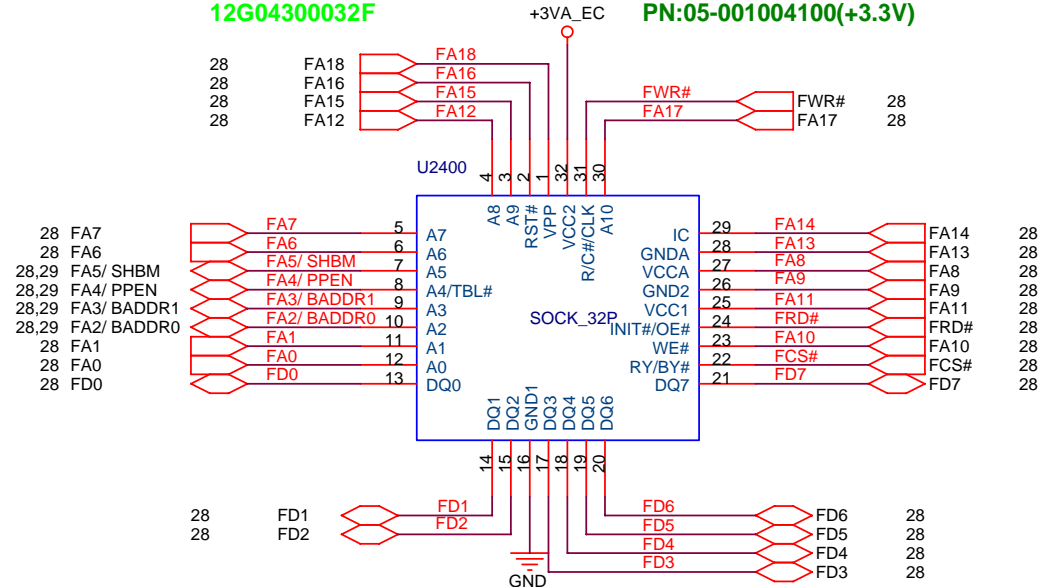 12G04300032F
+3VA_EC
PN:05-001004100(+3.3V)
28 FA18 FA18
28 FA16 FA16
28 FA15 FA15
28 FA12 FA12
FWR# FWR# 28
FA17 FA17 28
U2400
4 3 2 1 32 31 30
A8 A9 RST# VPP VCC2 R/C#/CLK A10
28 FA7 FA7 5 A7
28 FA6 FA6 6 A6
28,29 FA5/ SHBM FA5/ SHBM 7 A5
28,29 FA4/ PPEN FA4/ PPEN 8 A4/TBL#
28,29 FA3/ BADDR1 FA3/ BADDR1 9 A3
28,29 FA2/ BADDR0 FA2/ BADDR0 10 A2
28 FA1 FA1 11 A1
28 FA0 FA0 12 A0
28 FD0 FD0 13 DQ0
SOCK_32P
IC 29 FA14 FA14 28
GNDA 28 FA13 FA13 28
VCCA 27 FA8 FA8 28
GND2 26 FA9 FA9 28
VCC1 25 FA11 FA11 28
INIT#/OE# 24 FRD# FRD# 28
WE# 23 FA10 FA10 28
RY/BY# 22 FCS# FCS# 28
DQ7 21 FD7 FD7 28
DQ1 DQ2 GND1 DQ3 DQ4 DQ5 DQ6
14 15 16 17 18 19 20
28 FD1 FD1
28 FD2 FD2
GND
FD6 FD6 28
FD5 FD5 28
FD4 FD4 28
FD3 FD3 28